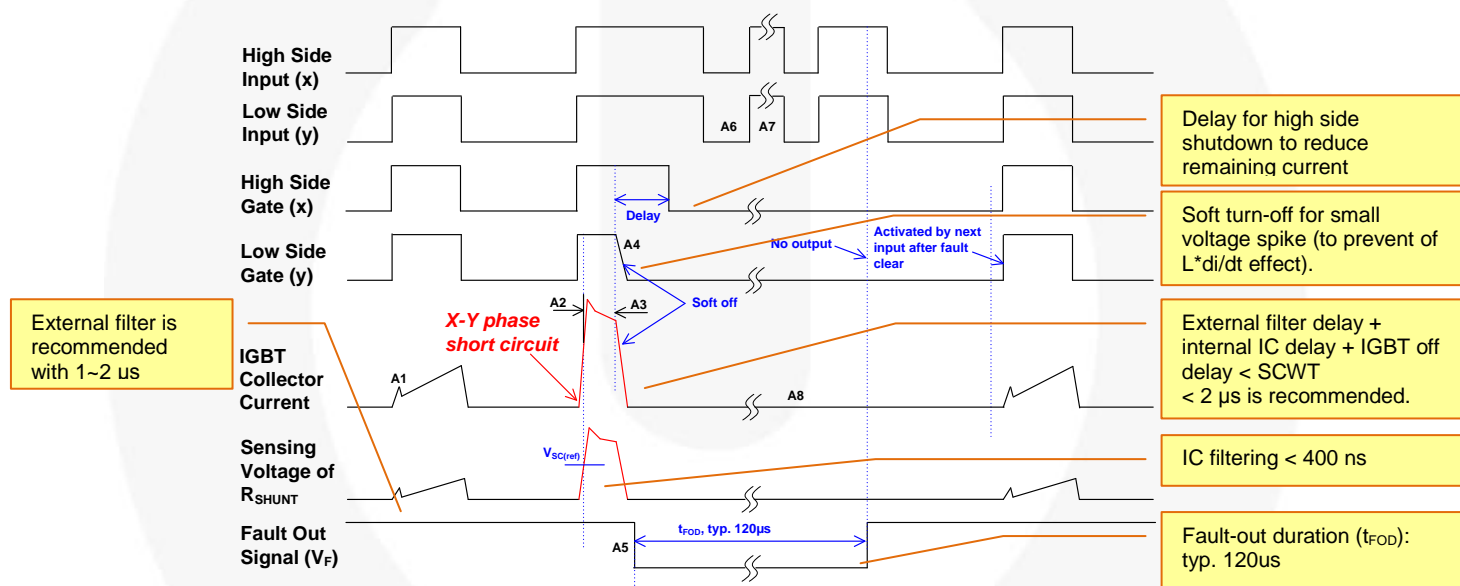 High Side
Input (x)
Low Side
Input (y)
A6
A7
High Side
Gate (x)
Delay
Low Side
Gate (y)
A4
No output
Activated by next
input after fault
clear
Soft off
A2
A3
X-Y phase
short circuit
IGBT
Collector
Current
A1
A8
Sensing
Voltage of
RSHUNT
VSC(ref)
Fault Out
Signal (VF)
A5
tFOD, typ. 120µs
External filter is
recommended
with 1~2 µs
Delay for high side
shutdown to reduce
remaining current
Soft turn-off for small
voltage spike (to prevent of
L*di/dt effect).
External filter delay +
internal IC delay + IGBT off
delay < SCWT
< 2 µs is recommended.
IC filtering < 400 ns
Fault-out duration (tFOD):
typ. 120us